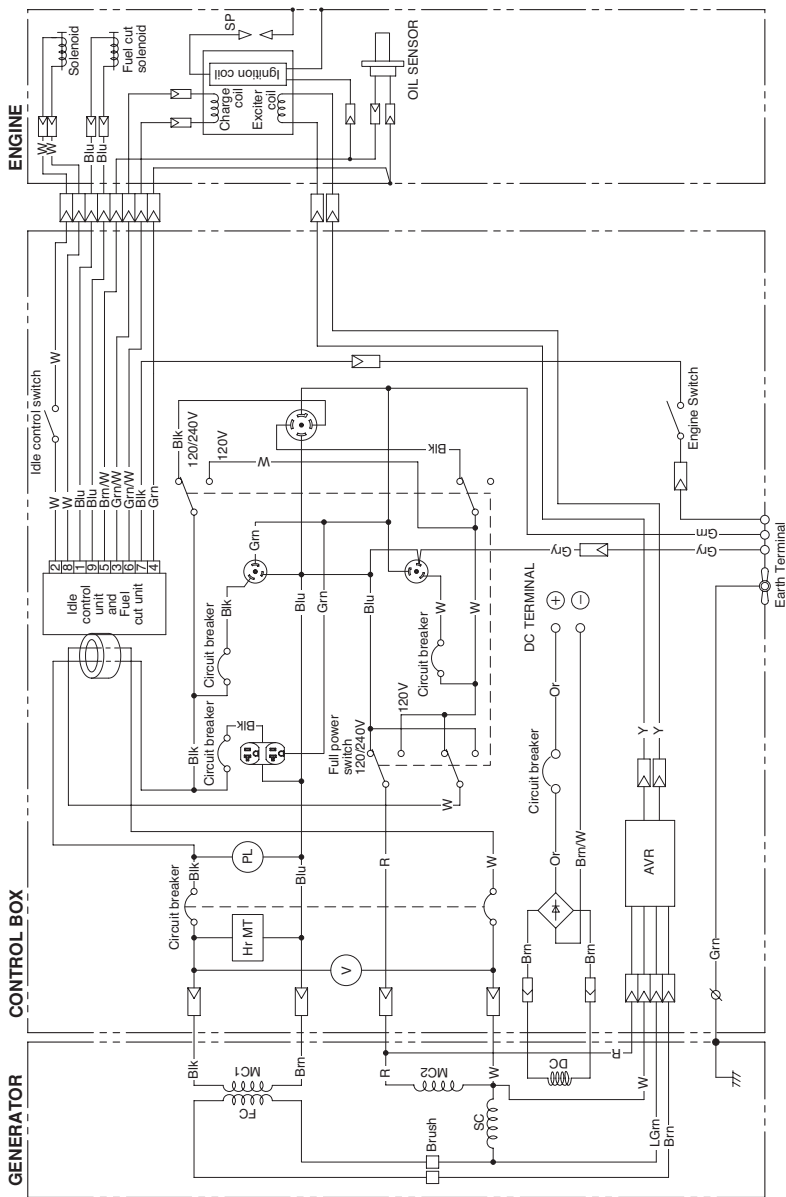 ENGINE
Solenoid
Fuel cut
solenoid
SP
Ignition coil
Charge
coil
Exciter
coil
OIL SENSOR
W
W
Blu
Blu
CONTROL BOX
Idle control switch
W
W
W
Blu
Blu
Brn/W
Grn/W
Grn/W
Blk
Grn
2
8
1
9
5
3
6
7
4
Idle
control
unit
and
Fuel
cut unit
Blk
120/240V
120V
W
Blk
Engine Switch
Grn
Blk
Circuit breaker
Blu
Grn
Blu
W
W
Circuit breaker
Gry
Grn
Gry
Earth Terminal
DC TERMINAL
+
−
Blk
Circuit breaker
Blk
Full power
switch
120/240V
120V
W
Or
Circuit breaker
Or
Brn/W
Y
Y
AVR
Blk
PL
Blu
R
W
Circuit breaker
Hr MT
V
Brn
Brn
Grn
GENERATOR
Blk
MC1
FC
Brn
R
MC2
W
SC
Brush
DC
R
W
LGrn
Brn